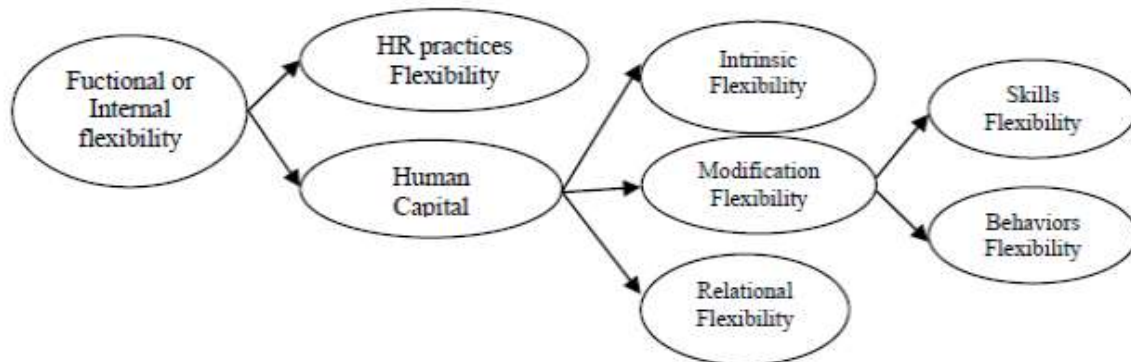 Fuctional or
Internal
flexibility
HR practices
Flexibility
Human
Capital
Intrinsic
Flexibility
Modification
Flexibility
Relational
Flexibility
Skills
Flexibility
Behaviors
Flexibility